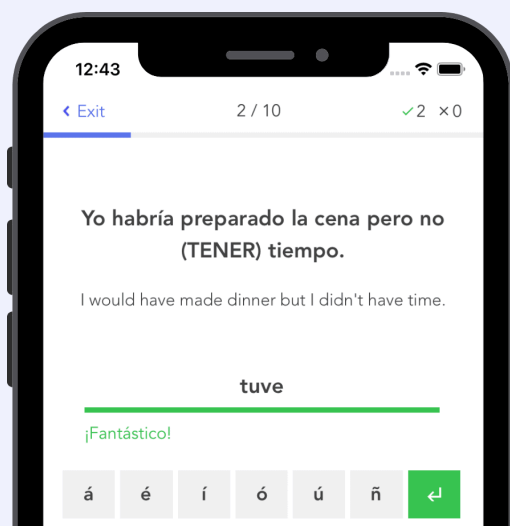 12:43
Exit 2 / 10 ✓2 ×0
Yo habría preparado la cena pero no
(TENER) tiempo.
I would have made dinner but I didn't have time.
tuve
¡Fantástico!
á é í ó ú ñ